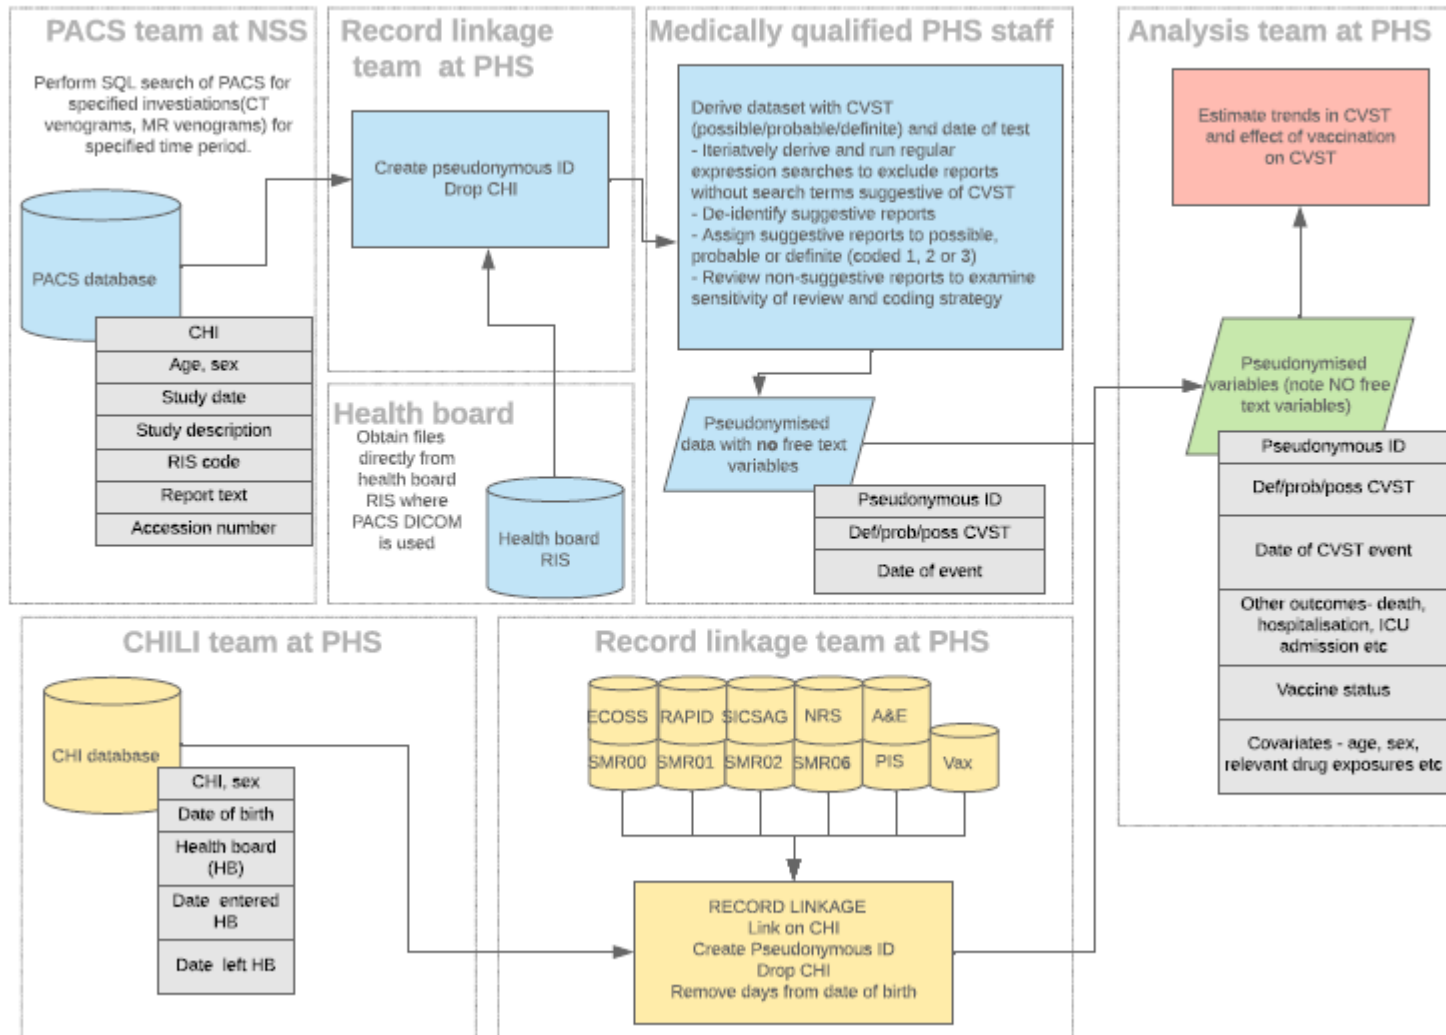 PACS team at NSS
Perform SQL search of PACS for
specified investiations(CT
venograms, MR venograms) for
specified time period.
PACS database
CHI
Age, sex
Study date
Study description
RIS code
Report text
Accession number
Record linkage
team at PHS
Create pseudonymous ID
Drop CHI
Health board
Obtain files
directly from
health board
RIS where
PACS DICOM
is used
Health board
RIS
Medically qualified PHS staff
Derive dataset with CVST
(possible/probable/definite) and date of test
- Iteriatvely derive and run regular
expression searches to exclude reports
without search terms suggestive of CVST
- De-identify suggestive reports
- Assign suggestive reports to possible,
probable or definite (coded 1, 2 or 3)
- Review non-suggestive reports to examine
sensitivity of review and coding strategy
Pseudonymised
data with no free text
variables
Pseudonymous ID
Def/prob/poss CVST
Date of event
Analysis team at PHS
Estimate trends in CVST
and effect of vaccination
on CVST
Pseudonymised
variables (note NO free
text variables)
Pseudonymous ID
Def/prob/poss CVST
Date of CVST event
Other outcomes- death,
hospitalisation, ICU
admission etc
Vaccine status
Covariates - age, sex,
relevant drug exposures etc
CHILI team at PHS
CHI database
CHI, sex
Date of birth
Health board
(HB)
Date entered
HB
Date left HB
Record linkage team at PHS
ECOSS
RAPID
SICSAG
NRS
A&E
SMR00
SMR01
SMR02
SMR06
PIS
Vax
RECORD LINKAGE
Link on CHI
Create Pseudonymous ID
Drop CHI
Remove days from date of birth